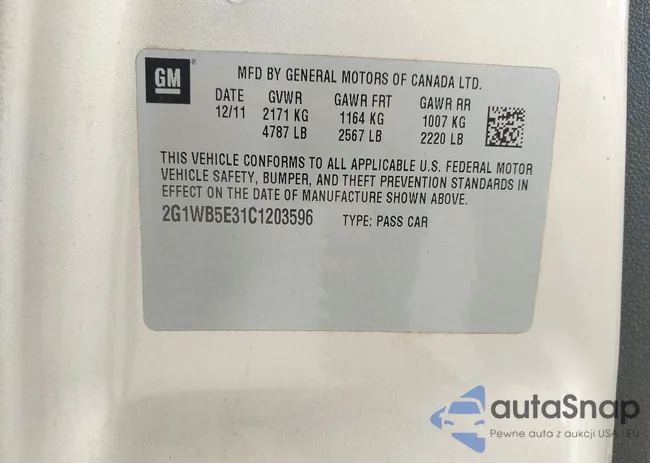 GM® MFD BY GENERAL MOTORS OF CANADA LTD.
DATE GVWR GAWR FRT GAWR RR
12/11 2171 KG 1164 KG 1007 KG
4787 LB 2567 LB 2220 LB
THIS VEHICLE CONFORMS TO ALL APPLICABLE U.S. FEDERAL MOTOR
VEHICLE SAFETY, BUMPER, AND THEFT PREVENTION STANDARDS IN
EFFECT ON THE DATE OF MANUFACTURE SHOWN ABOVE.
2G1WB5E31C1203596 TYPE: PASS CAR
autaSnap
Pewne auta z aukcji USA i EU